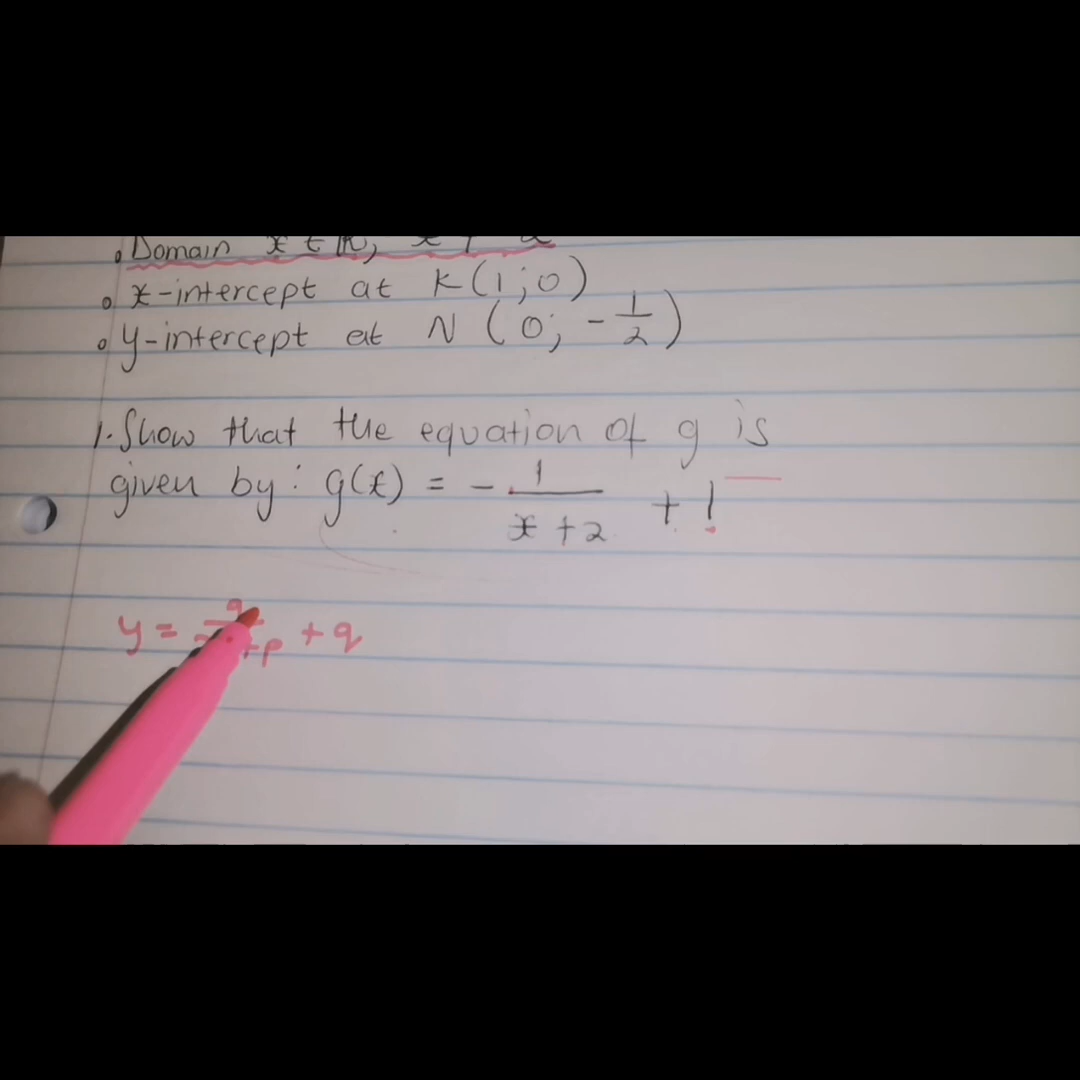 • Domain x ∈ ℝ,
• x-intercept at K(1;0)
• y-intercept at N (0; -1/2)
1. Show that the equation of g is
given by: g(x) = - 1/(x+2) + 1
y = +p + q